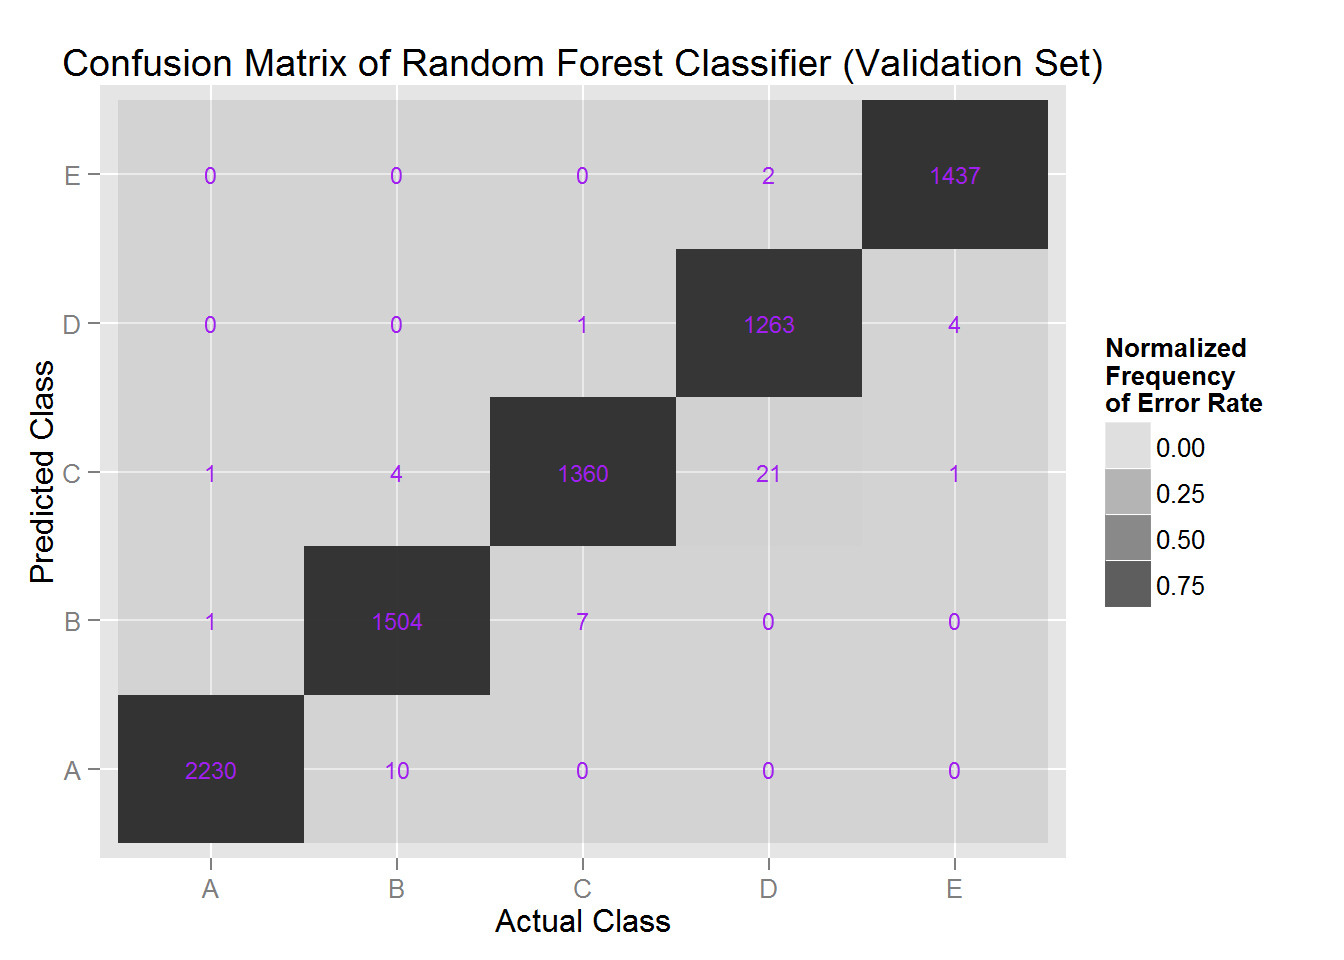 Confusion Matrix of Random Forest Classifier (Validation Set)
Predicted Class
E 0 0 0 2 1437
D 0 0 1 1263 4
C 1 4 1360 21 1
B 1 1504 7 0 0
A 2230 10 0 0 0
A B C D E
Actual Class
Normalized
Frequency
of Error Rate
0.00
0.25
0.50
0.75